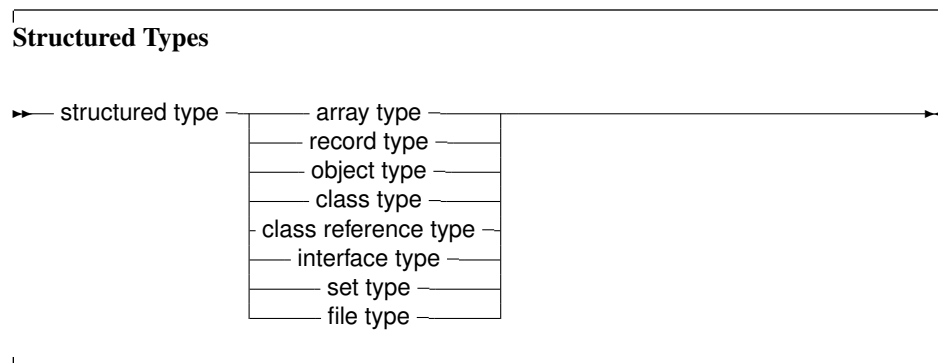 Structured Types
structured type array type
record type
object type
class type
class reference type
interface type
set type
file type